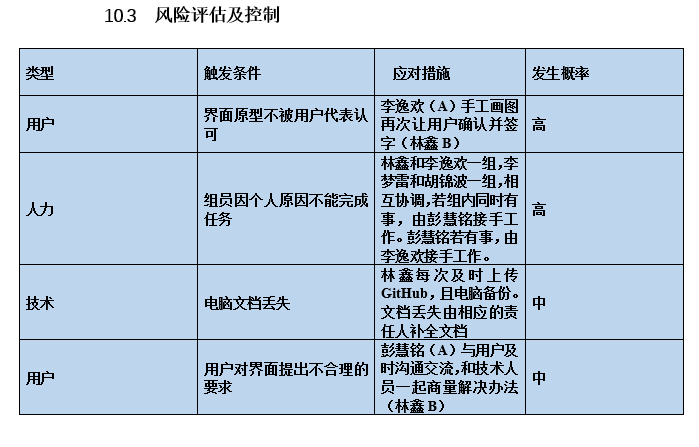 10.3 风险评估及控制
类型
触发条件
应对措施
发生概率
用户
界面原型不被用户代表认
可
李逸欢（A）手工画图
再次让用户确认并签
字（林鑫 B）
高
人力
组员因个人原因不能完成
任务
林鑫和李逸欢一组,李
梦雷和胡锦波一组,相
互协调,若组内同时有
事，由彭慧铭接手工
作。彭慧铭若有事，由
李逸欢接手工作。
高
技术
电脑文档丢失
林鑫每次及时上传
GitHub，且电脑备份。
文档丢失由相应的责
任人补全文档
中
用户
用户对界面提出不合理的
要求
彭慧铭（A）与用户及
时沟通交流,和技术人
员一起商量解决办法
（林鑫 B）
中